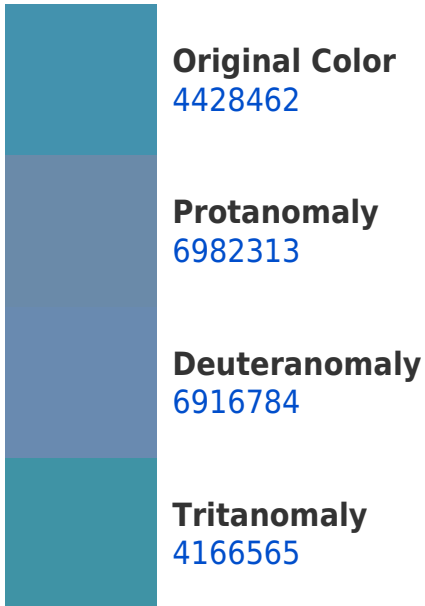 Original Color
4428462
Protanomaly
6982313
Deuteranomaly
6916784
Tritanomaly
4166565